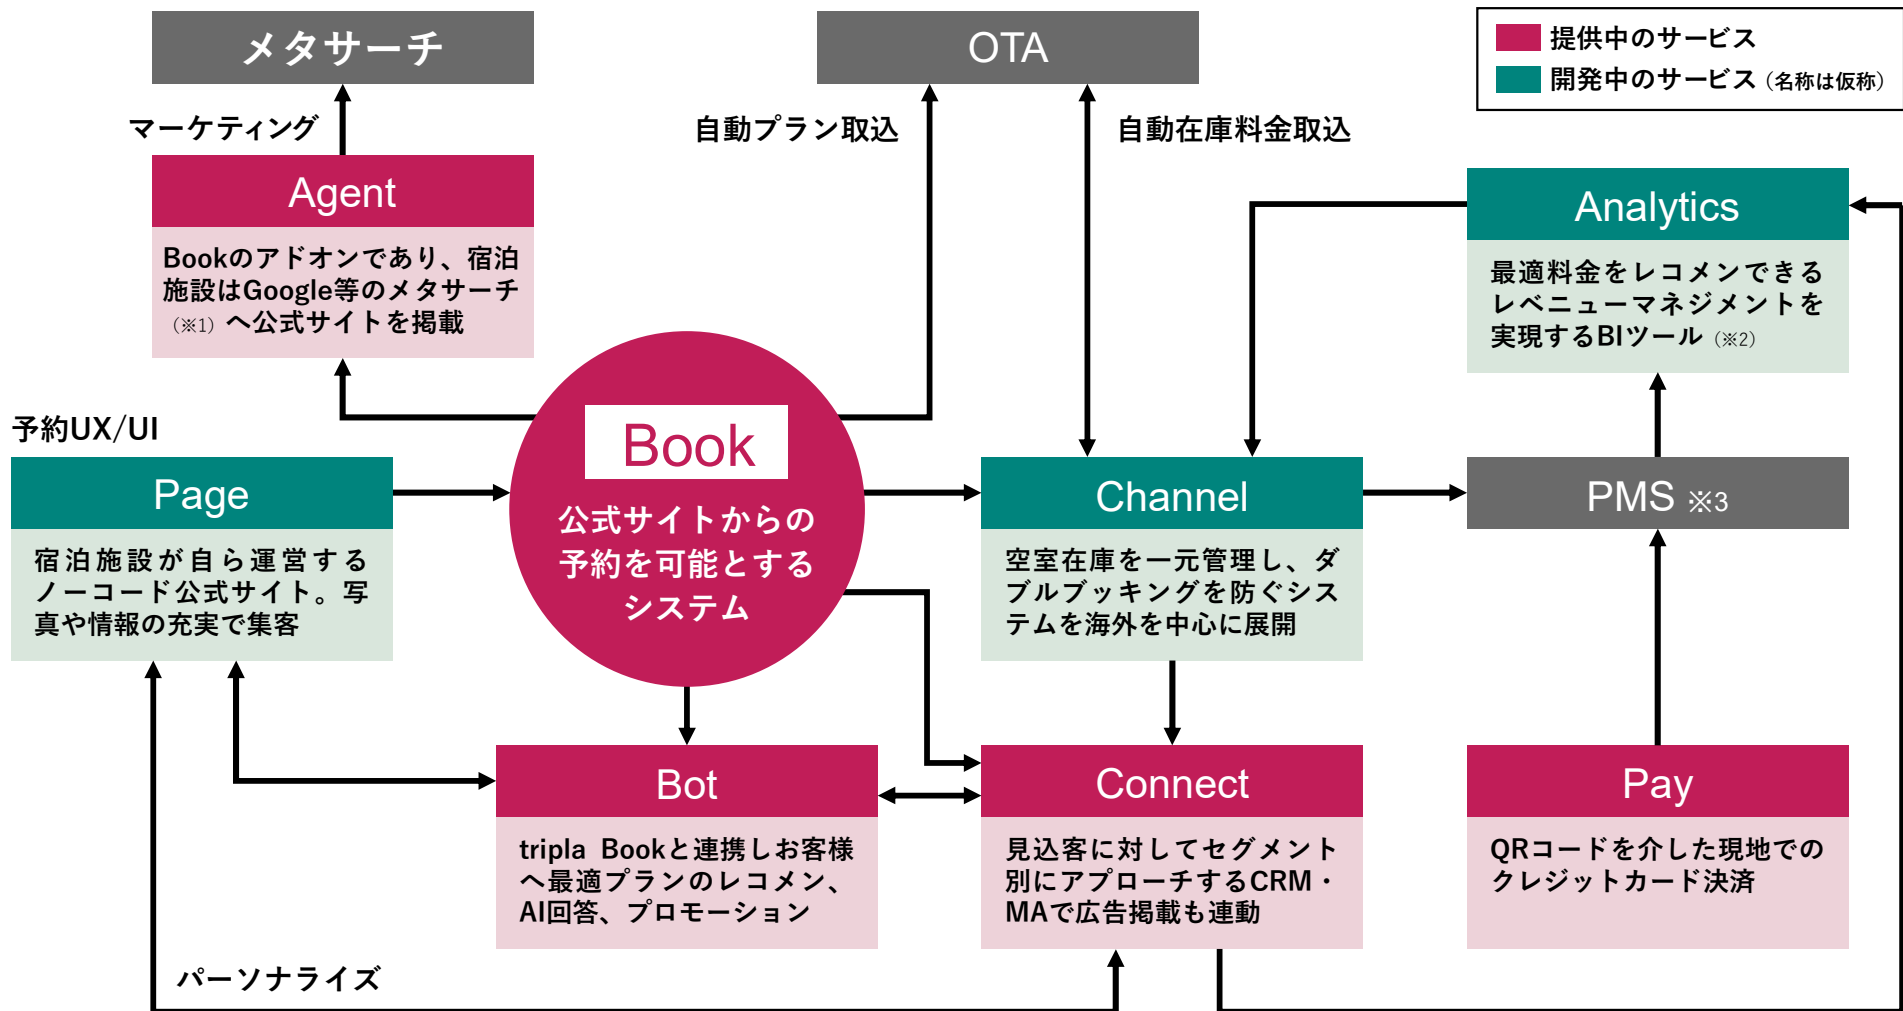 メタサーチ
OTA
提供中のサービス
開発中のサービス（名称は仮称）
マーケティング
自動プラン取込
自動在庫料金取込
Agent
Bookのアドオンであり、宿泊
施設はGoogle等のメタサーチ
（※1）へ公式サイトを掲載
Analytics
最適料金をレコメンできる
レベニューマネジメントを
実現するBIツール（※2）
予約UX/UI
Page
宿泊施設が自ら運営する
ノーコード公式サイト。写
真や情報の充実で集客
Book
公式サイトからの
予約を可能とする
システム
Channel
空室在庫を一元管理し、ダ
ブルブッキングを防ぐシス
テムを海外を中心に展開
PMS ※3
Bot
tripla Bookと連携しお客様
へ最適プランのレコメン、
AI回答、プロモーション
Connect
見込客に対してセグメント
別にアプローチするCRM・
MAで広告掲載も連動
Pay
QRコードを介した現地での
クレジットカード決済
パーソナライズ